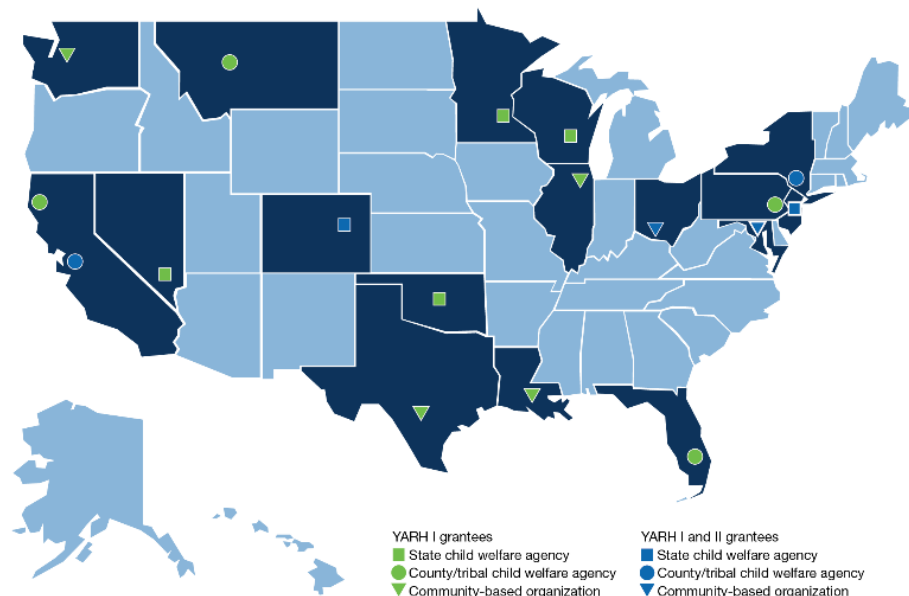 YARH I grantees
State child welfare agency
County/tribal child welfare agency
Community-based organization
YARH I and II grantees
State child welfare agency
County/tribal child welfare agency
Community-based organization